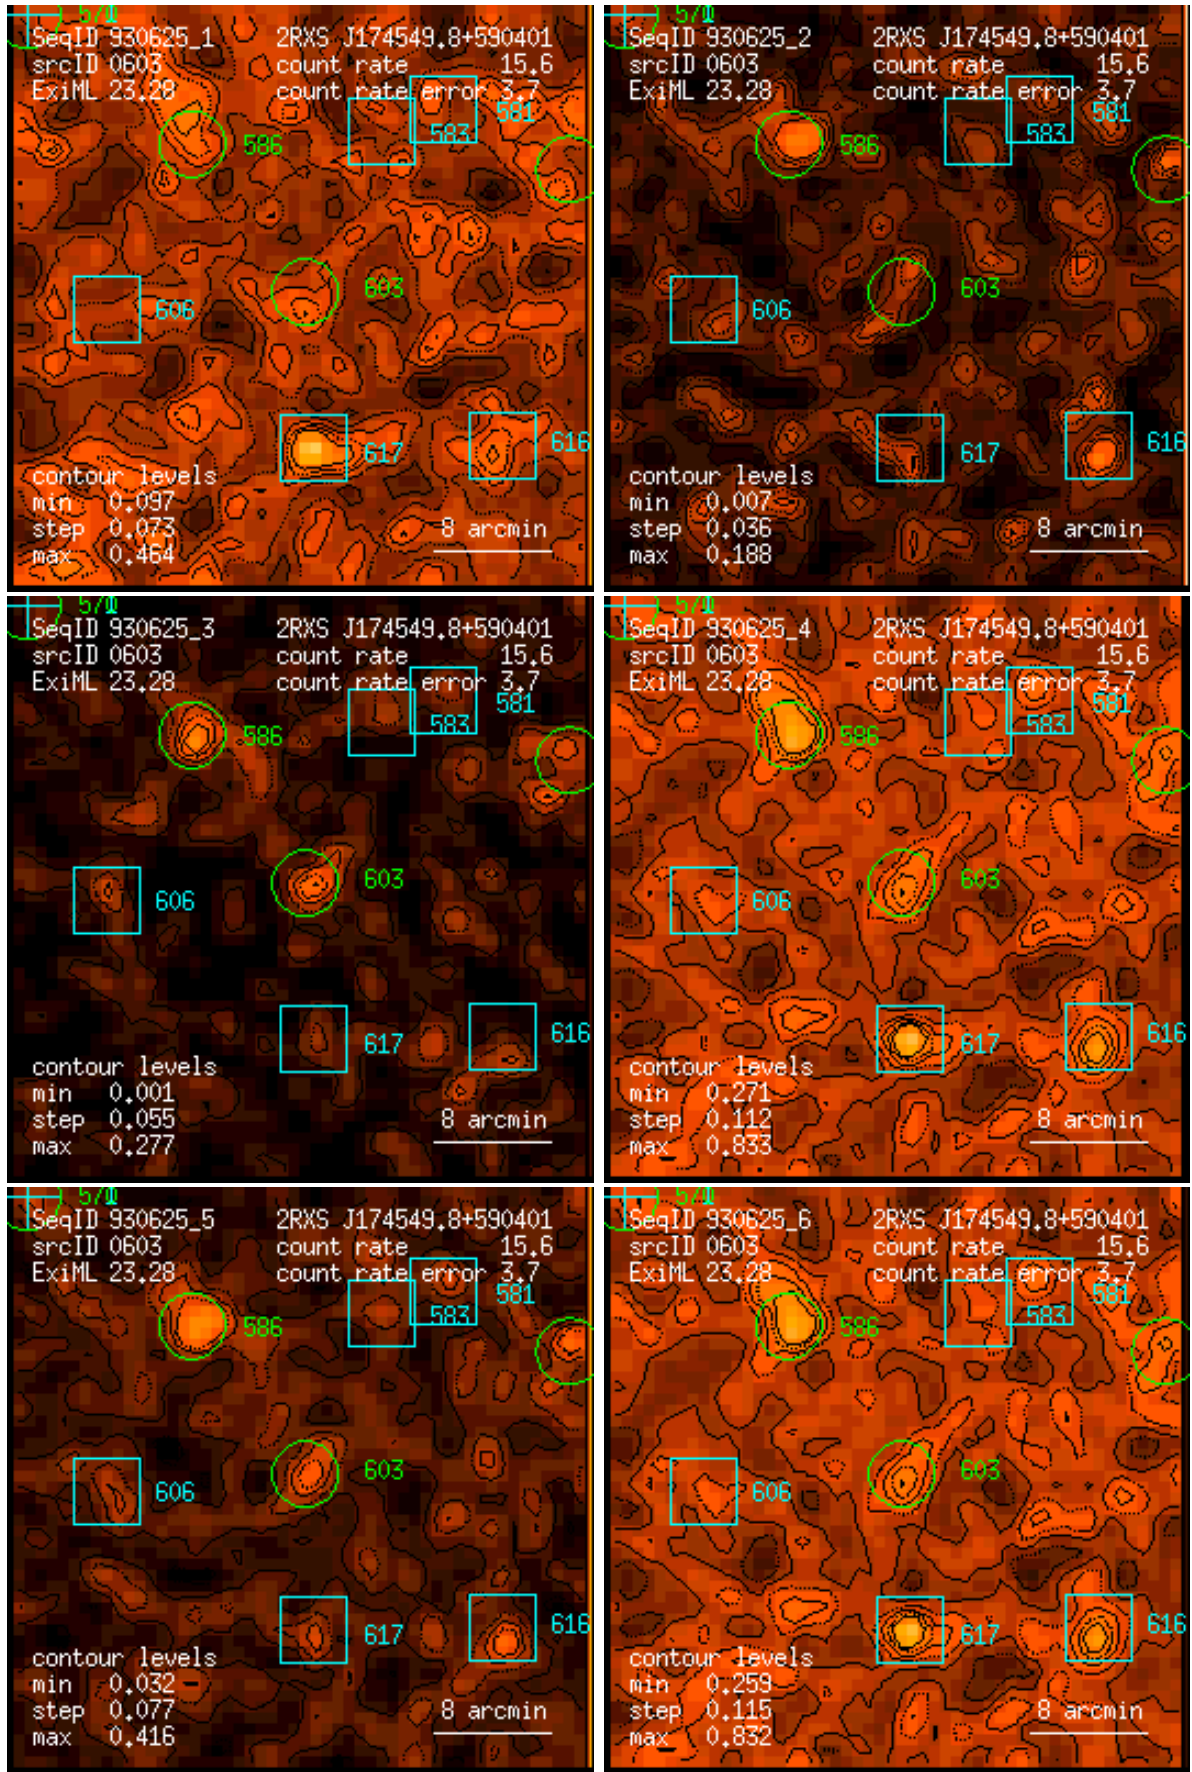 SeqID 930625_1 2RXS J174549.8+590401
srcID 0603 count rate 15.6
ExiML 23.28 count rate error 3.7
581
583
586
603
606
617
616
contour levels
min 0.097
step 0.073
max 0.464
8 arcmin
SeqID 930625_2 2RXS J174549.8+590401
srcID 0603 count rate 15.6
ExiML 23.28 count rate error 3.7
581
583
586
603
606
617
616
contour levels
min 0.007
step 0.036
max 0.188
8 arcmin
SeqID 930625_3 2RXS J174549.8+590401
srcID 0603 count rate 15.6
ExiML 23.28 count rate error 3.7
581
583
586
603
606
617
616
contour levels
min 0.001
step 0.055
max 0.277
8 arcmin
SeqID 930625_4 2RXS J174549.8+590401
srcID 0603 count rate 15.6
ExiML 23.28 count rate error 3.7
581
583
586
603
606
617
616
contour levels
min 0.271
step 0.112
max 0.833
8 arcmin
SeqID 930625_5 2RXS J174549.8+590401
srcID 0603 count rate 15.6
ExiML 23.28 count rate error 3.7
581
583
586
603
606
617
616
contour levels
min 0.032
step 0.077
max 0.416
8 arcmin
SeqID 930625_6 2RXS J174549.8+590401
srcID 0603 count rate 15.6
ExiML 23.28 count rate error 3.7
581
583
586
603
606
617
616
contour levels
min 0.259
step 0.115
max 0.832
8 arcmin